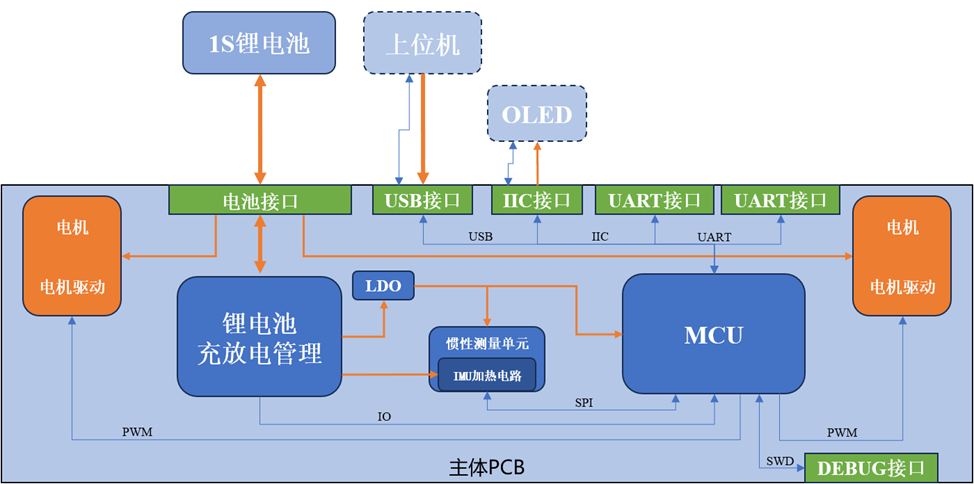 1S锂电池
上位机
OLED
电池接口
USB接口
IIC接口
UART接口
UART接口
电机
电机驱动
电机
电机驱动
USB
IIC
UART
锂电池
充放电管理
LDO
惯性测量单元
IMU加热电路
MCU
SPI
IO
PWM
PWM
SWD
主体PCB
DEBUG接口